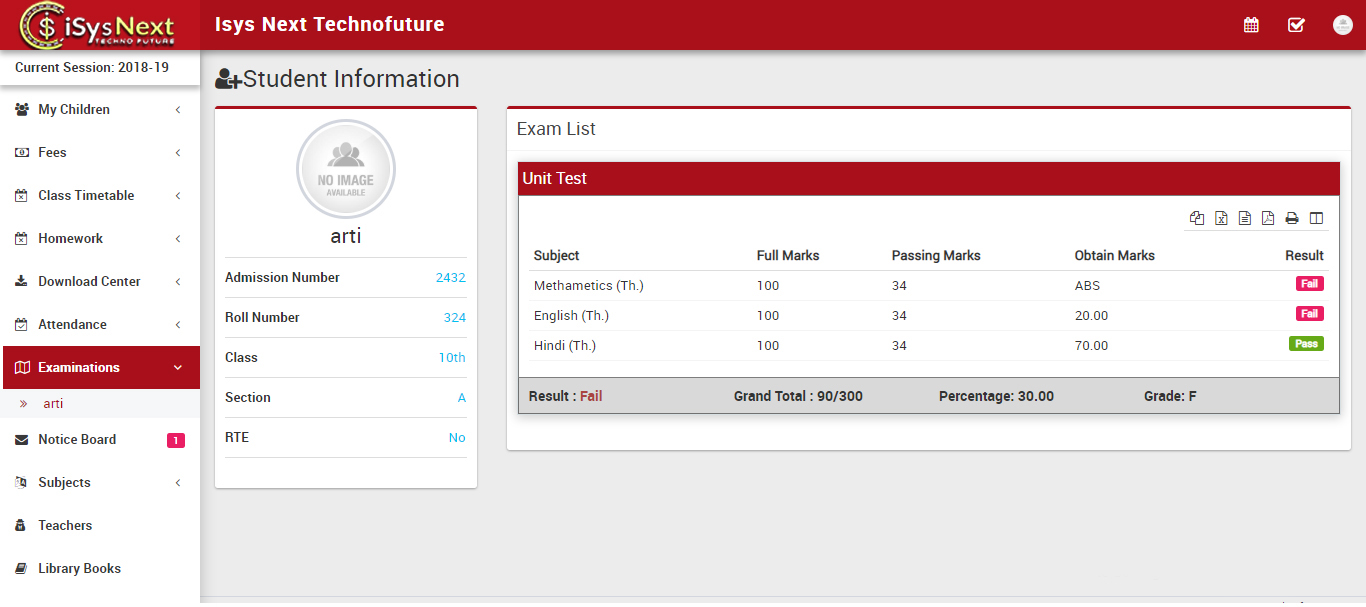 iSysNext
TECHNO FUTURE
Isys Next Technofuture
Current Session: 2018-19
My Children
Fees
Class Timetable
Homework
Download Center
Attendance
Examinations
arti
Notice Board 1
Subjects
Teachers
Library Books
Student Information
NO IMAGE
AVAILABLE
arti
Admission Number 2432
Roll Number 324
Class 10th
Section A
RTE No
Exam List
Unit Test
Subject Full Marks Passing Marks Obtain Marks Result
Methametics (Th.) 100 34 ABS Fail
English (Th.) 100 34 20.00 Fail
Hindi (Th.) 100 34 70.00 Pass
Result : Fail Grand Total : 90/300 Percentage: 30.00 Grade: F